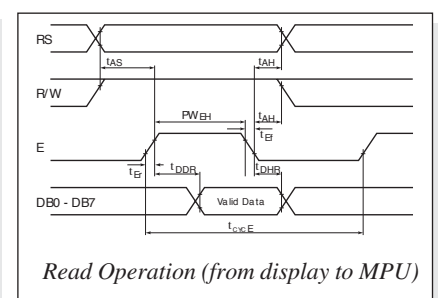 RS
tAS
tAH
R/W
PWEH
tAH
tEf
E
tEr
tDDR
tDHR
DB0 - DB7
Valid Data
tCYCE
Read Operation (from display to MPU)